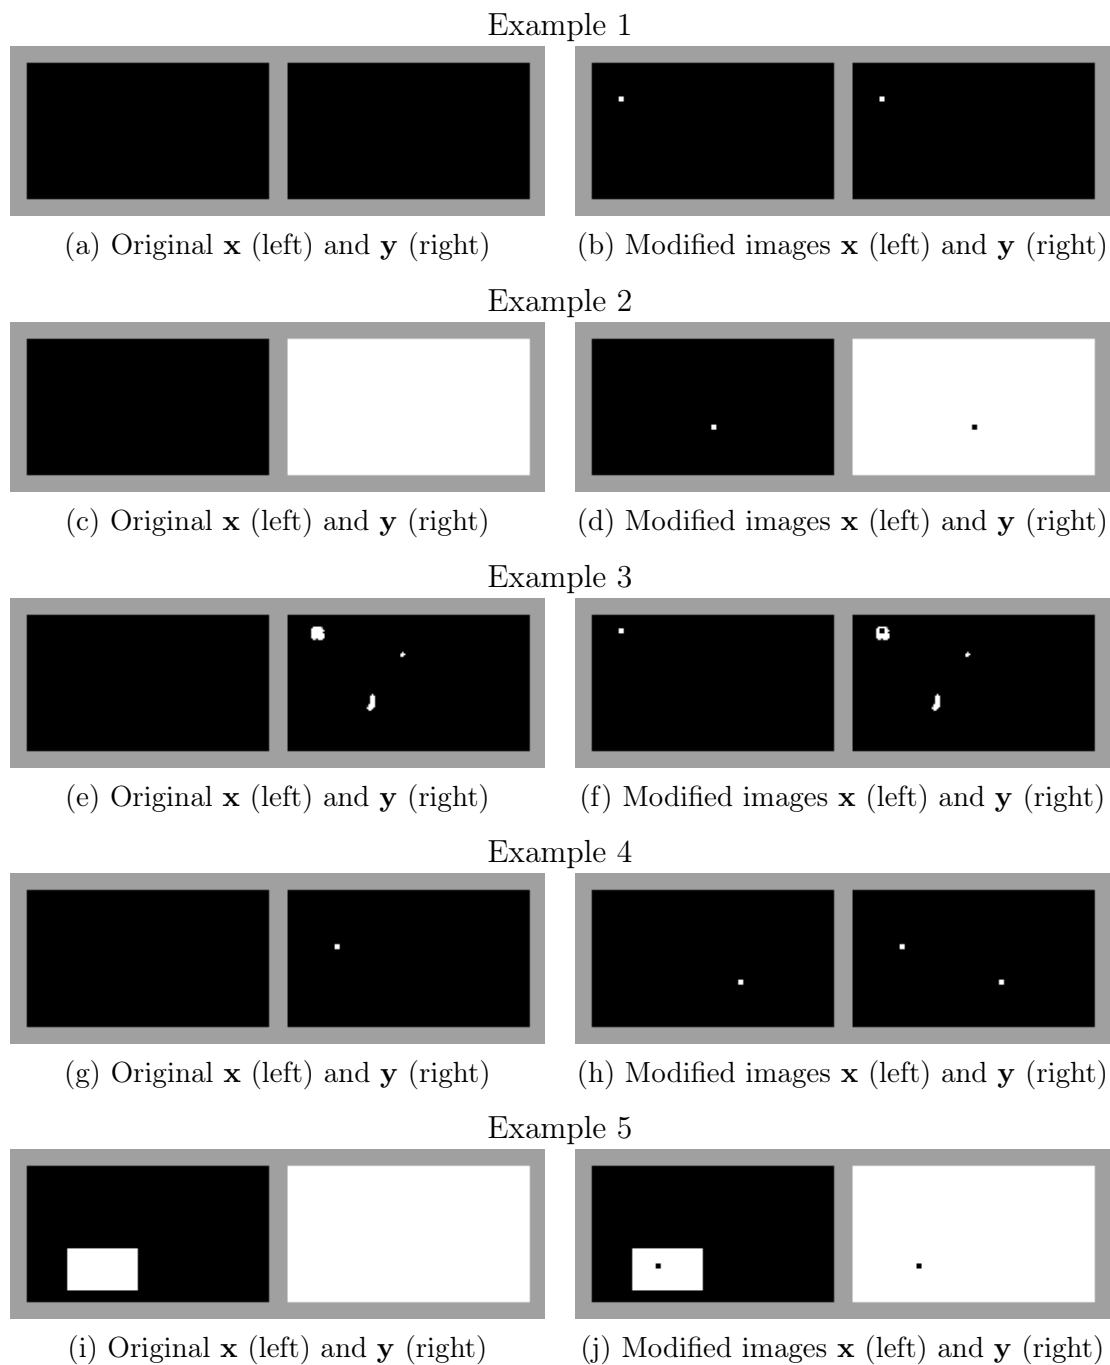 Example 1
(a) Original x (left) and y (right)
(b) Modified images x (left) and y (right)
Example 2
(c) Original x (left) and y (right)
(d) Modified images x (left) and y (right)
Example 3
(e) Original x (left) and y (right)
(f) Modified images x (left) and y (right)
Example 4
(g) Original x (left) and y (right)
(h) Modified images x (left) and y (right)
Example 5
(i) Original x (left) and y (right)
(j) Modified images x (left) and y (right)